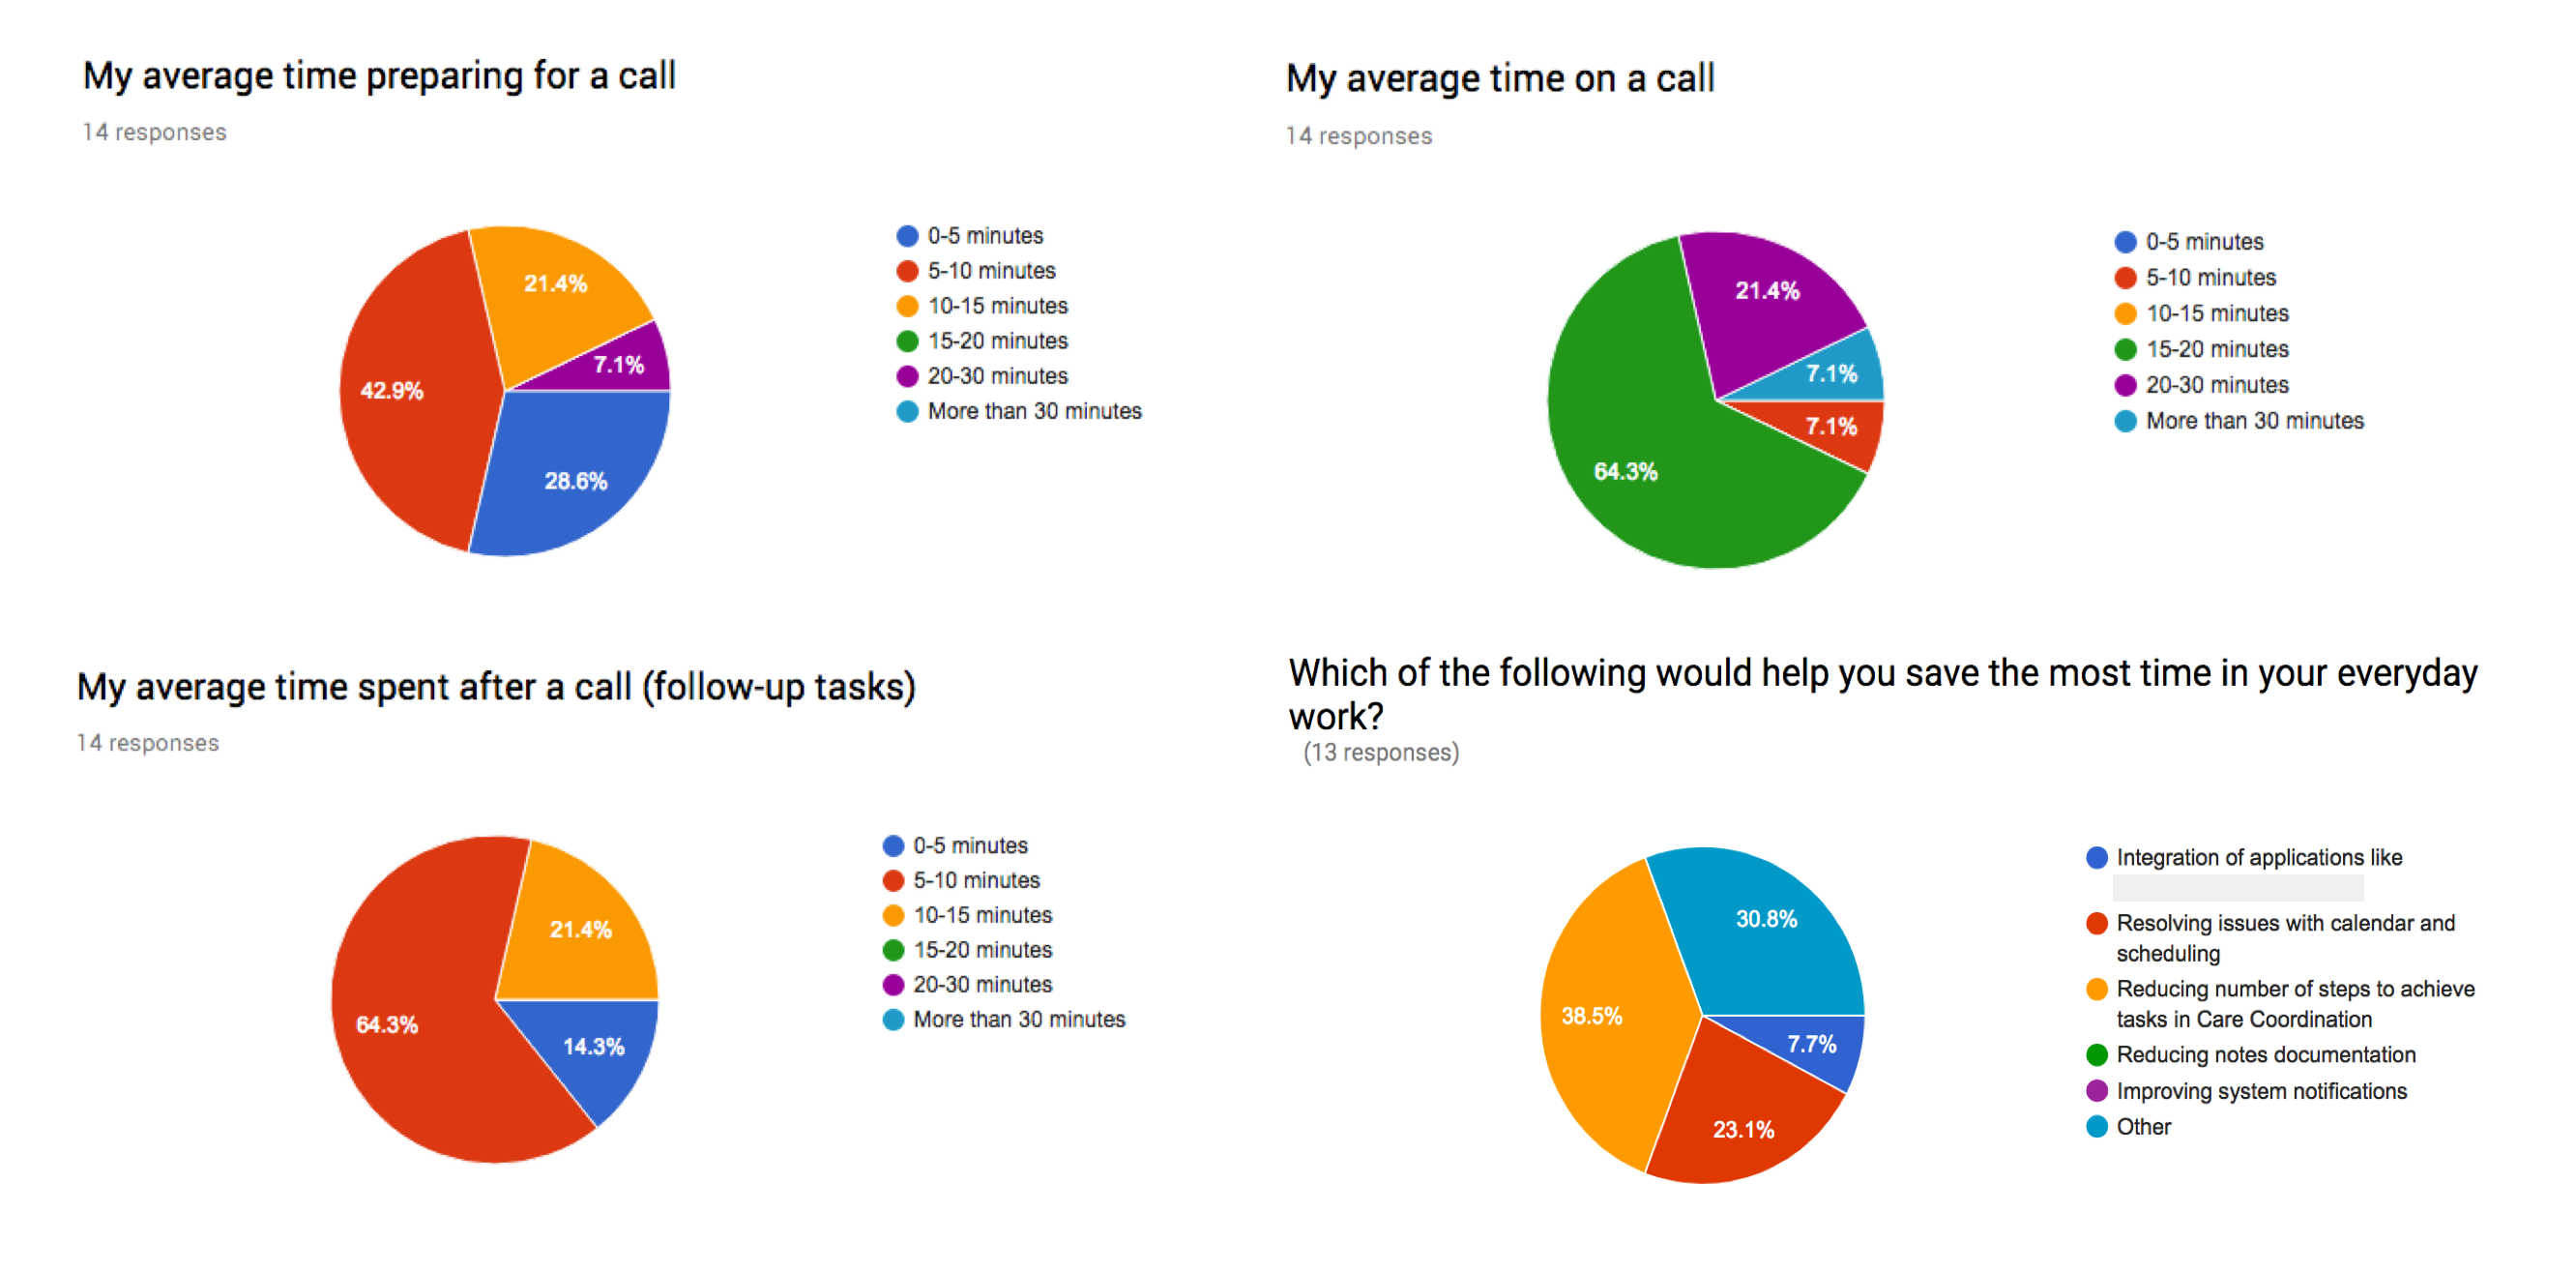 My average time preparing for a call
14 responses
21.4%
7.1%
42.9%
28.6%
0-5 minutes
5-10 minutes
10-15 minutes
15-20 minutes
20-30 minutes
More than 30 minutes
My average time on a call
14 responses
21.4%
7.1%
7.1%
64.3%
0-5 minutes
5-10 minutes
10-15 minutes
15-20 minutes
20-30 minutes
More than 30 minutes
My average time spent after a call (follow-up tasks)
14 responses
21.4%
64.3%
14.3%
0-5 minutes
5-10 minutes
10-15 minutes
15-20 minutes
20-30 minutes
More than 30 minutes
Which of the following would help you save the most time in your everyday
work?
(13 responses)
30.8%
38.5%
7.7%
23.1%
Integration of applications like
Resolving issues with calendar and
scheduling
Reducing number of steps to achieve
tasks in Care Coordination
Reducing notes documentation
Improving system notifications
Other